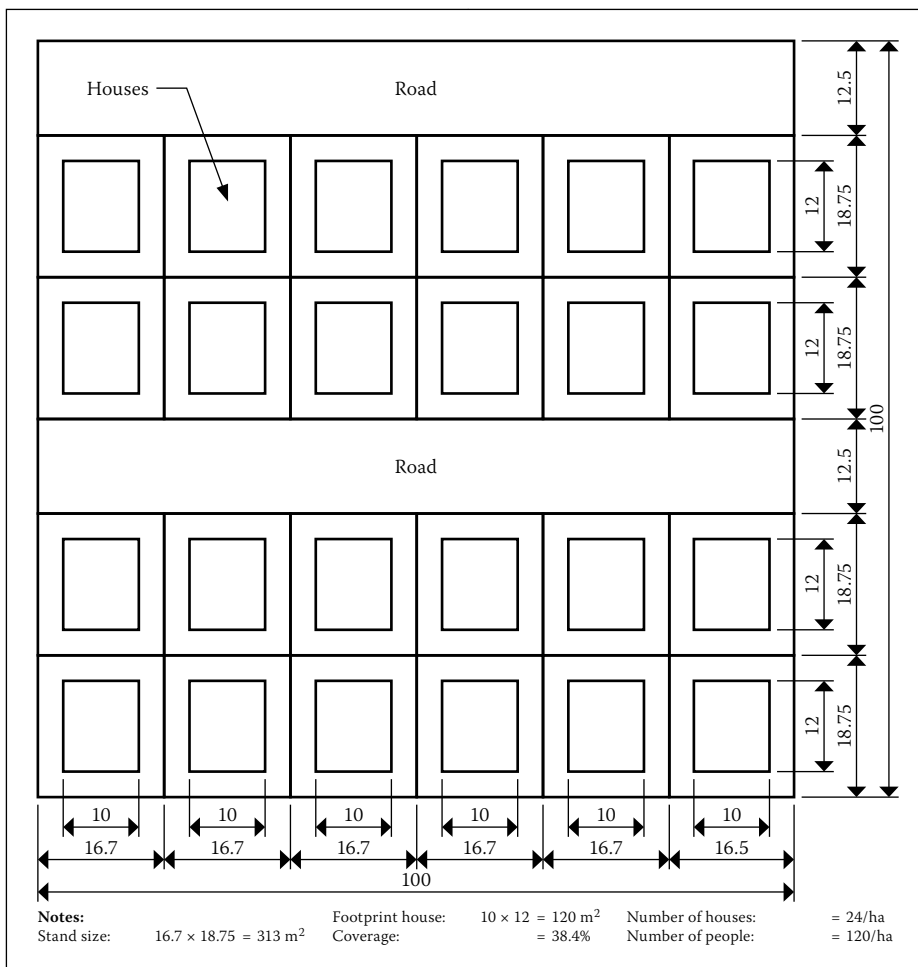 Houses
Road
12.5
12
18.75
12
18.75
100
Road
12.5
12
18.75
12
18.75
10 10 10 10 10 10
16.7 16.7 16.7 16.7 16.7 16.5
100
Notes: Footprint house: 10 × 12 = 120 m² Number of houses: = 24/ha
Stand size: 16.7 × 18.75 = 313 m² Coverage: = 38.4% Number of people: = 120/ha